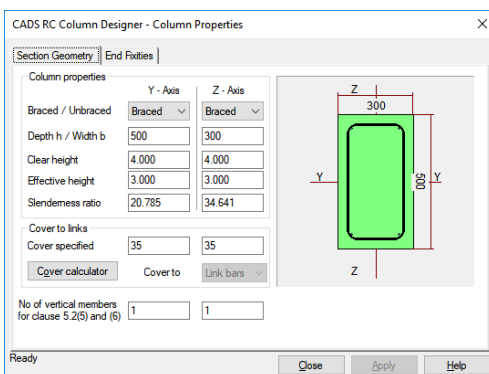 CADS RC Column Designer - Column Properties
Section Geometry End Fixities
Column properties
Y - Axis Z - Axis
Braced / Unbraced Braced Braced
Depth h / Width b 500 300
Clear height 4.000 4.000
Effective height 3.000 3.000
Slenderness ratio 20.785 34.641
Cover to links
Cover specified 35 35
Cover calculator Cover to Link bars
No of vertical members
for clause 5.2(5) and (6) 1 1
Z
300
Y 500 Y
Z
Ready
Close Apply Help